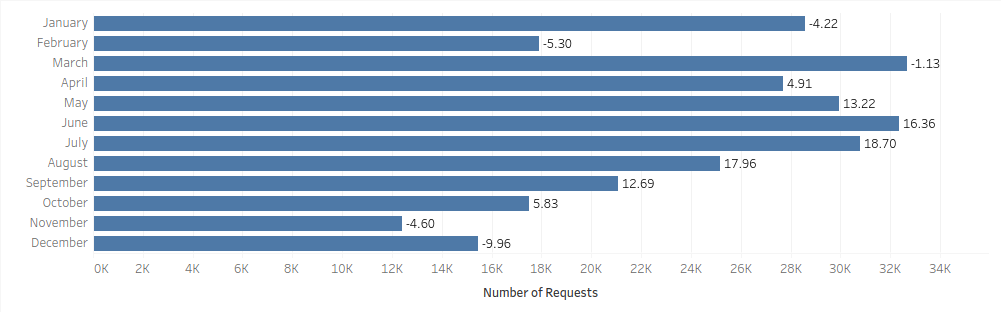 January -4.22
February -5.30
March -1.13
April 4.91
May 13.22
June 16.36
July 18.70
August 17.96
September 12.69
October 5.83
November -4.60
December -9.96
0K 2K 4K 6K 8K 10K 12K 14K 16K 18K 20K 22K 24K 26K 28K 30K 32K 34K
Number of Requests